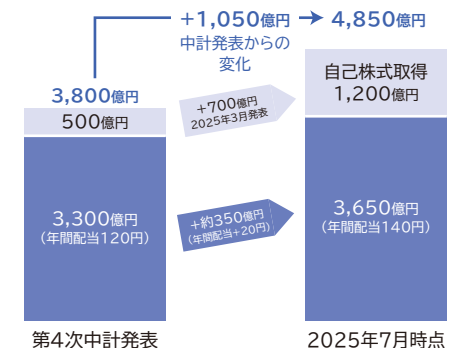 +1,050億円
4,850億円
中計発表からの
変化
3,800億円
500億円
+700億円
2025年3月発表
自己株式取得
1,200億円
3,300億円
（年間配当120円）
+約350億円
（年間配当+20円）
3,650億円
（年間配当140円）
第4次中計発表
2025年7月時点